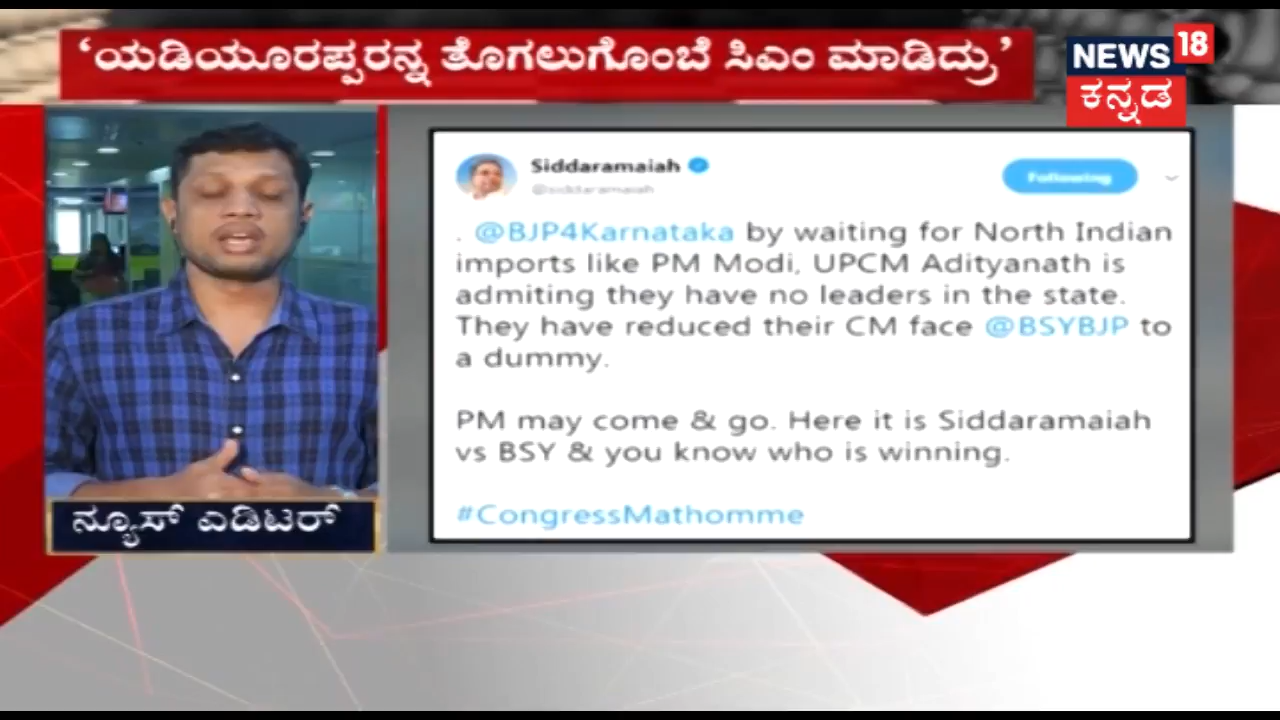 ‘ಯಡಿಯೂರಪ್ಪರನ್ನ ತೊಗಲುಗೊಂಬೆ ಸಿಎಂ ಮಾಡಿದ್ರು’
NEWS18
ಕನ್ನಡ
Siddaramaiah
@siddaramaiah
Following
. @BJP4Karnataka by waiting for North Indian
imports like PM Modi, UPCM Adityanath is
admiting they have no leaders in the state.
They have reduced their CM face @BSYBJP to
a dummy.
PM may come & go. Here it is Siddaramaiah
vs BSY & you know who is winning.
#CongressMathomme
ನ್ಯೂಸ್ ಎಡಿಟರ್